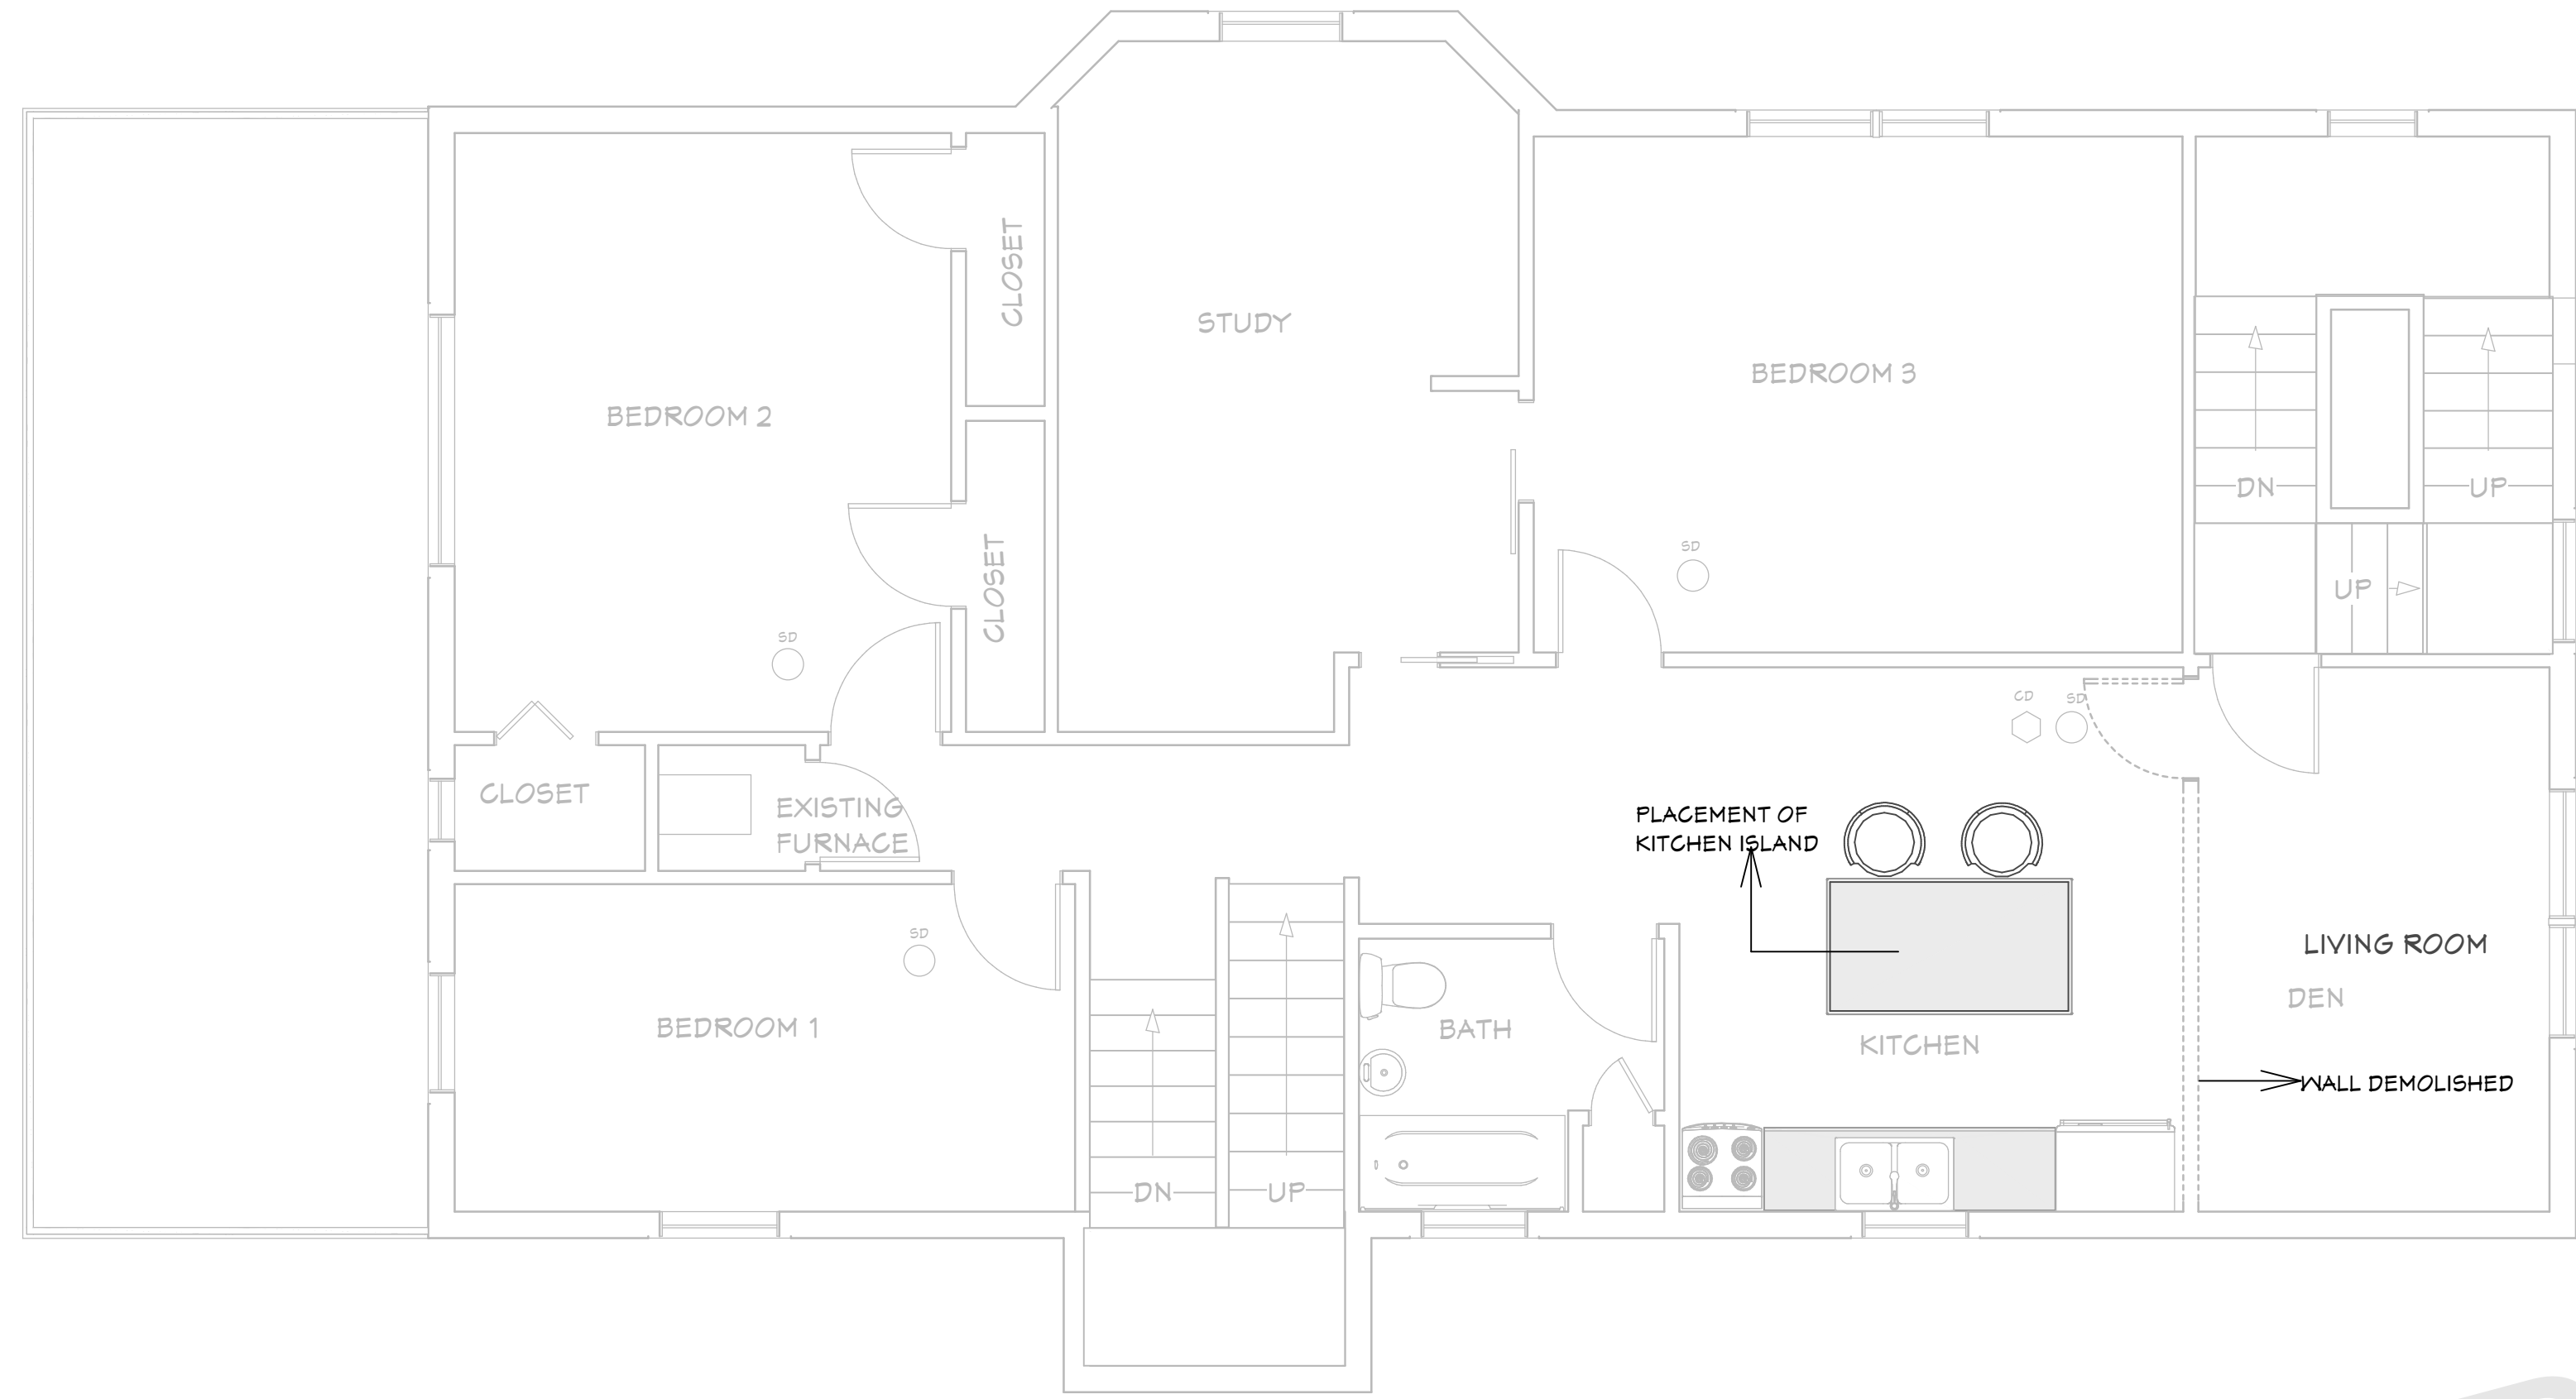 CLOSET
STUDY
BEDROOM 3
BEDROOM 2
DN
UP
SD
UP
CLOSET
SD
CD
SD
CLOSET
EXISTING
FURNACE
PLACEMENT OF
KITCHEN ISLAND
SD
LIVING ROOM
DEN
BEDROOM 1
BATH
KITCHEN
WALL DEMOLISHED
DN
UP